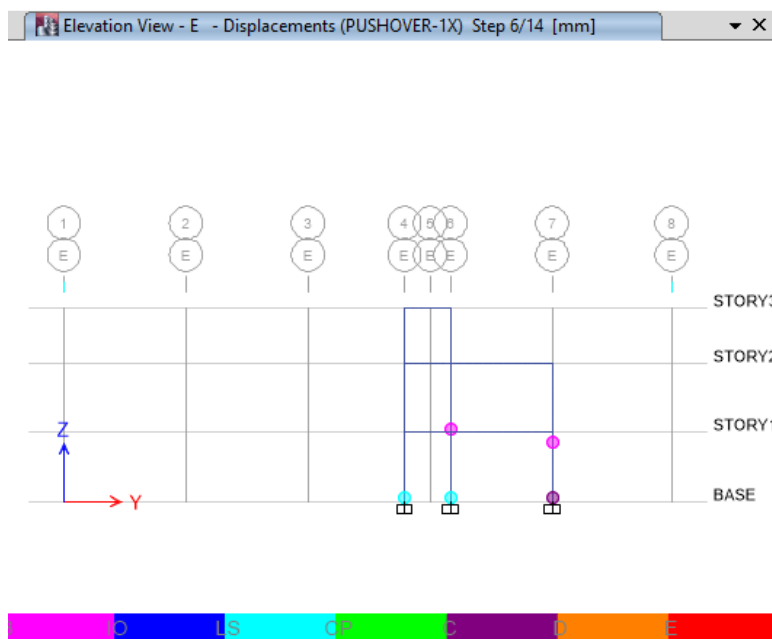 Elevation View - E - Displacements (PUSHOVER-1X) Step 6/14 [mm]
1 2 3 4 5 6 7 8
E E E E E E E E
STORY3
STORY2
STORY1
Z
Y
BASE
IO LS CP C D E